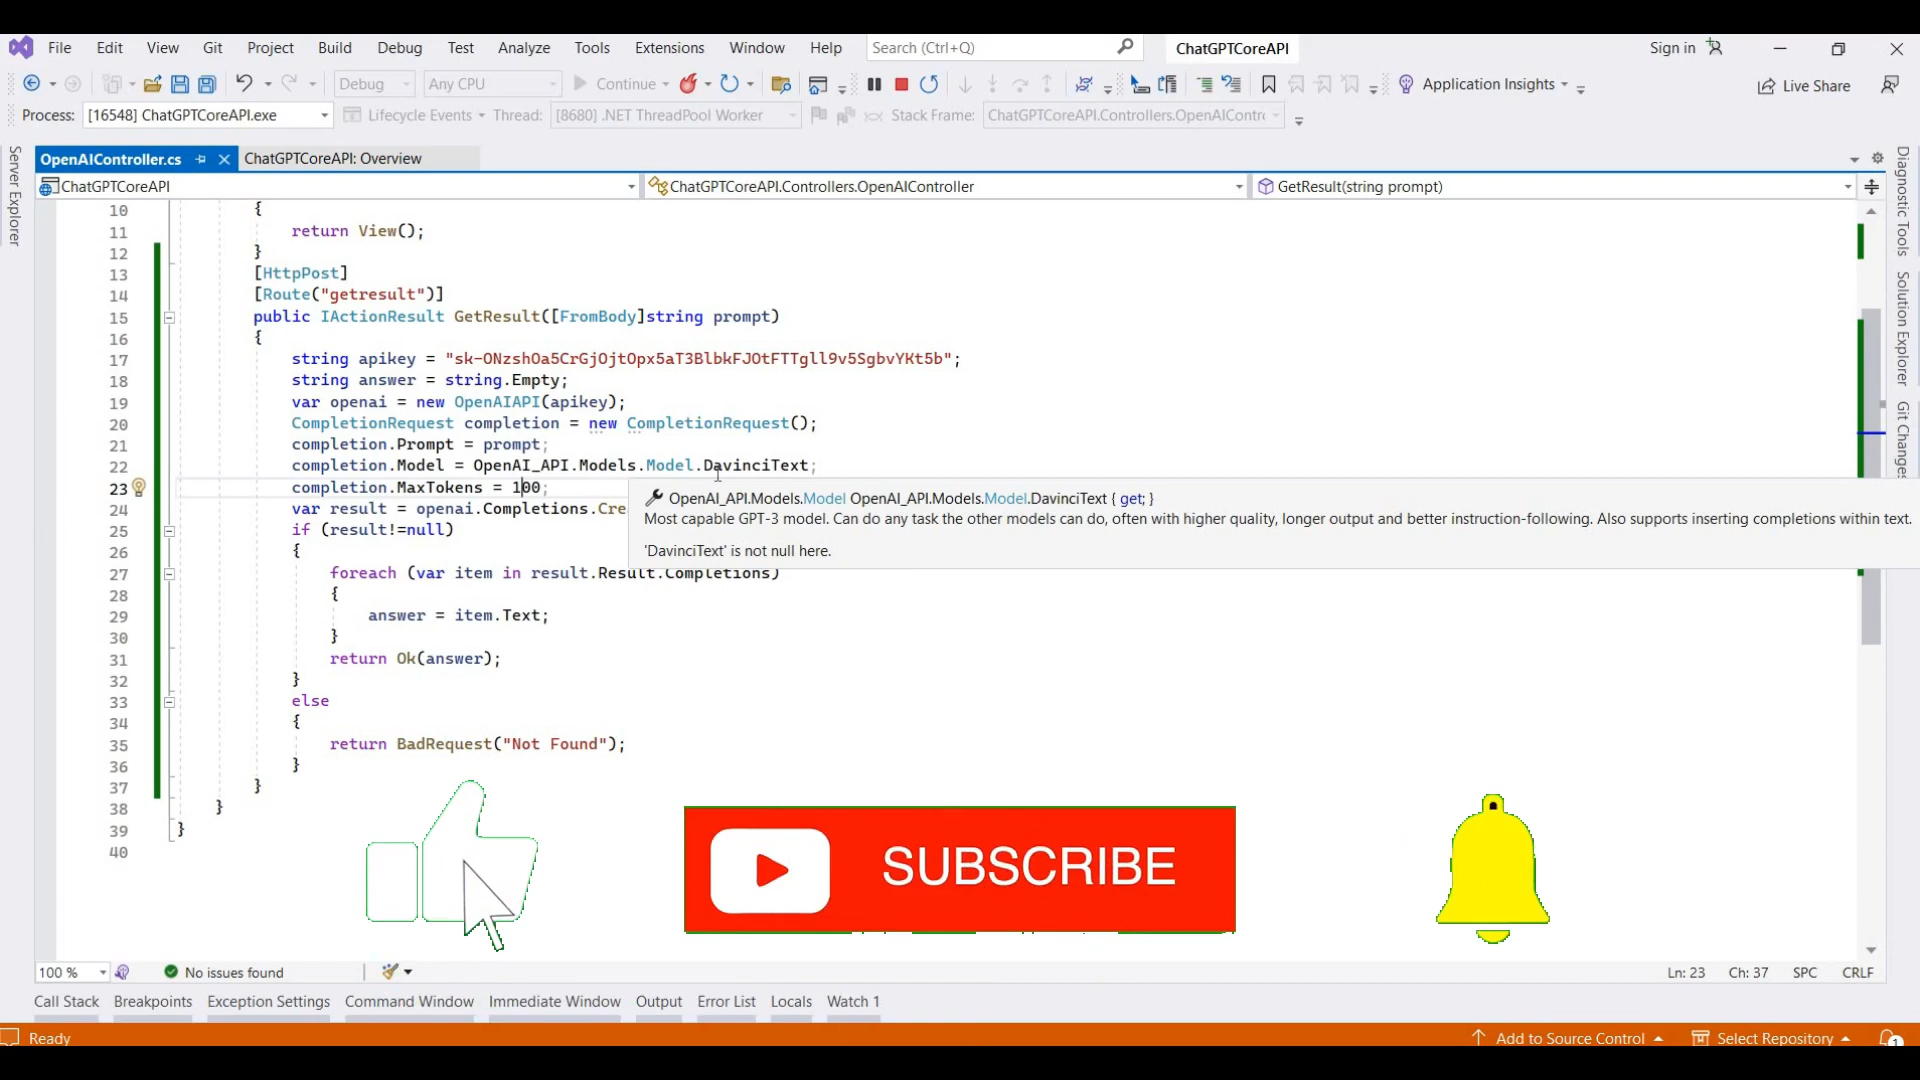 File Edit View Git Project Build Debug Test Analyze Tools Extensions Window Help Search (Ctrl+Q) ChatGPTCoreAPI Sign in
Debug Any CPU Continue Application Insights Live Share
Process: [16548] ChatGPTCoreAPI.exe Lifecycle Events Thread: [8680] .NET ThreadPool Worker Stack Frame: ChatGPTCoreAPI.Controllers.OpenAIContr
OpenAIController.cs ChatGPTCoreAPI: Overview
ChatGPTCoreAPI ChatGPTCoreAPI.Controllers.OpenAIController GetResult(string prompt)
Server Explorer
Diagnostic Tools
Solution Explorer
Git Changes
10 {
11 return View();
12 }
13 [HttpPost]
14 [Route("getresult")]
15 public IActionResult GetResult([FromBody]string prompt)
16 {
17 string apikey = "";
18 string answer = string.Empty;
19 var openai = new OpenAIAPI(apikey);
20 CompletionRequest completion = new CompletionRequest();
21 completion.Prompt = prompt;
22 completion.Model = OpenAI_API.Models.Model.DavinciText;
23 completion.MaxTokens = 100;
OpenAI_API.Models.Model OpenAI_API.Models.Model.DavinciText { get; }
Most capable GPT-3 model. Can do any task the other models can do, often with higher quality, longer output and better instruction-following. Also supports inserting completions within text.
'DavinciText' is not null here.
24 var result = openai.Completions.Cre
25 if (result!=null)
26 {
27 foreach (var item in result.Result.Completions)
28 {
29 answer = item.Text;
30 }
31 return Ok(answer);
32 }
33 else
34 {
35 return BadRequest("Not Found");
36 }
37 }
38 }
39 }
40
SUBSCRIBE
100 % No issues found Ln: 23 Ch: 37 SPC CRLF
Call Stack Breakpoints Exception Settings Command Window Immediate Window Output Error List Locals Watch 1
Ready Add to Source Control Select Repository 1